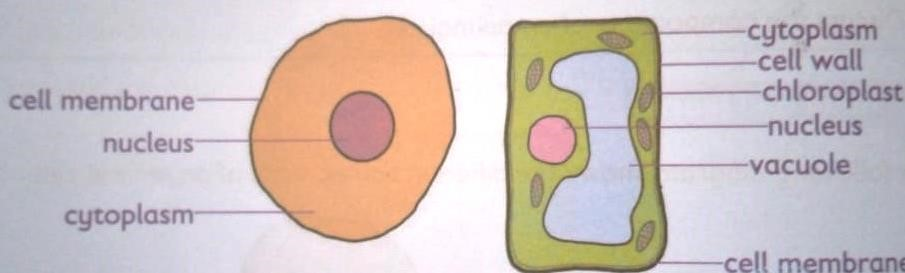 cell membrane
nucleus
cytoplasm
cytoplasm
cell wall
chloroplast
nucleus
vacuole
cell membrane